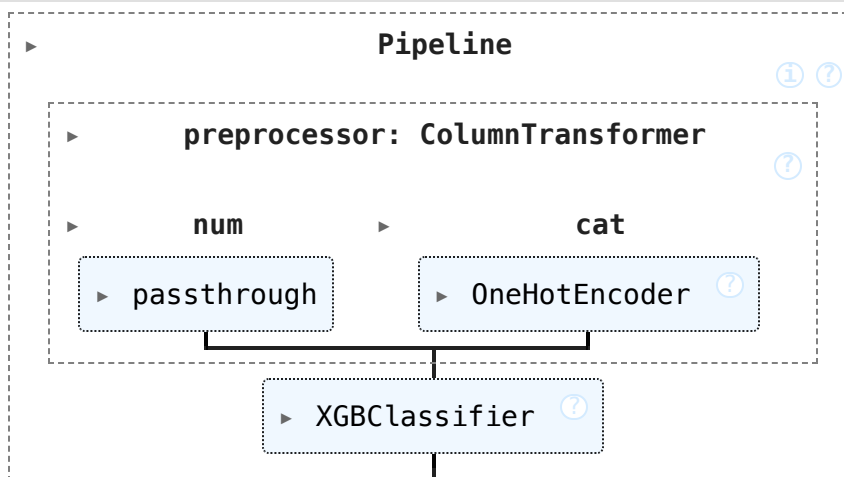 Pipeline
i ?
preprocessor: ColumnTransformer
?
num cat
passthrough OneHotEncoder ?
XGBClassifier ?